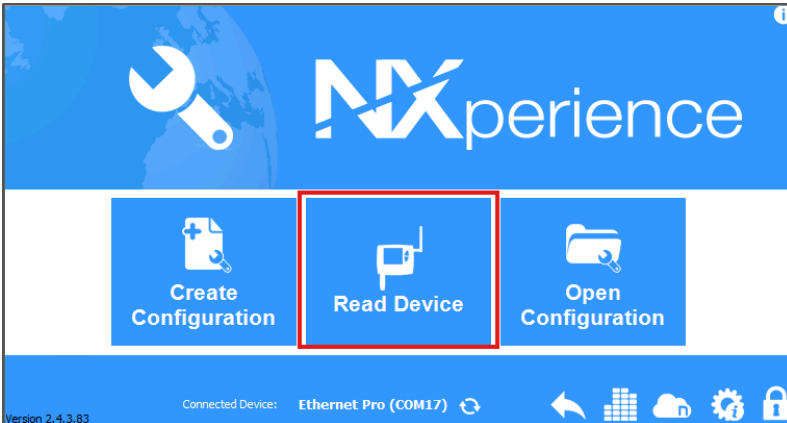 i
NXperience
Create
Configuration
Read Device
Open
Configuration
Version 2.4.3.83
Connected Device: Ethernet Pro (COM17)
n
i